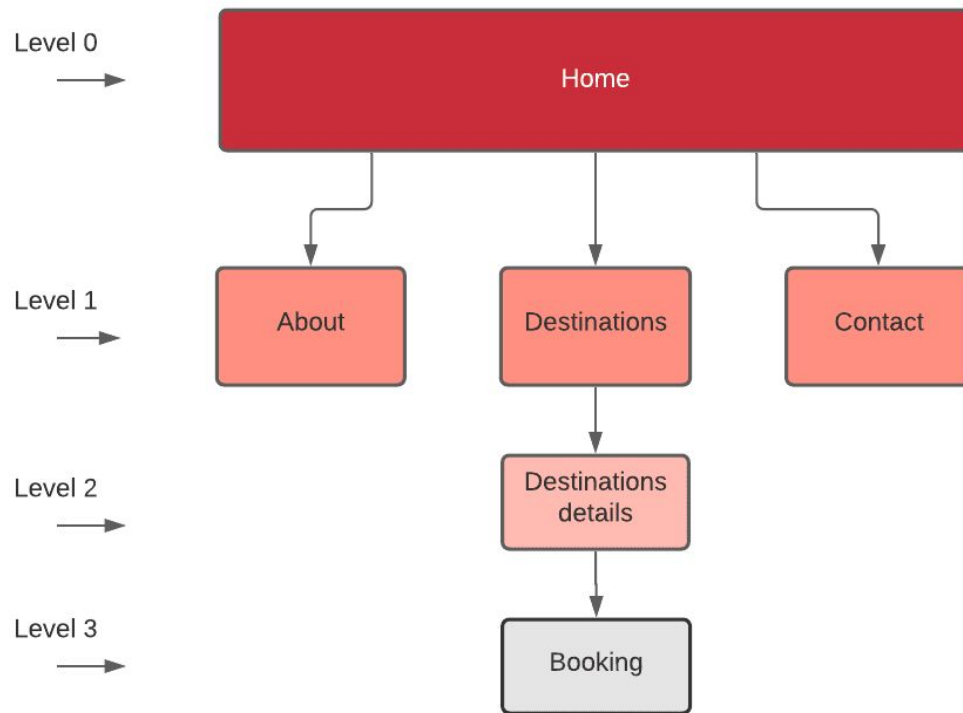 Level 0
Home
Level 1
About
Destinations
Contact
Level 2
Destinations
details
Level 3
Booking